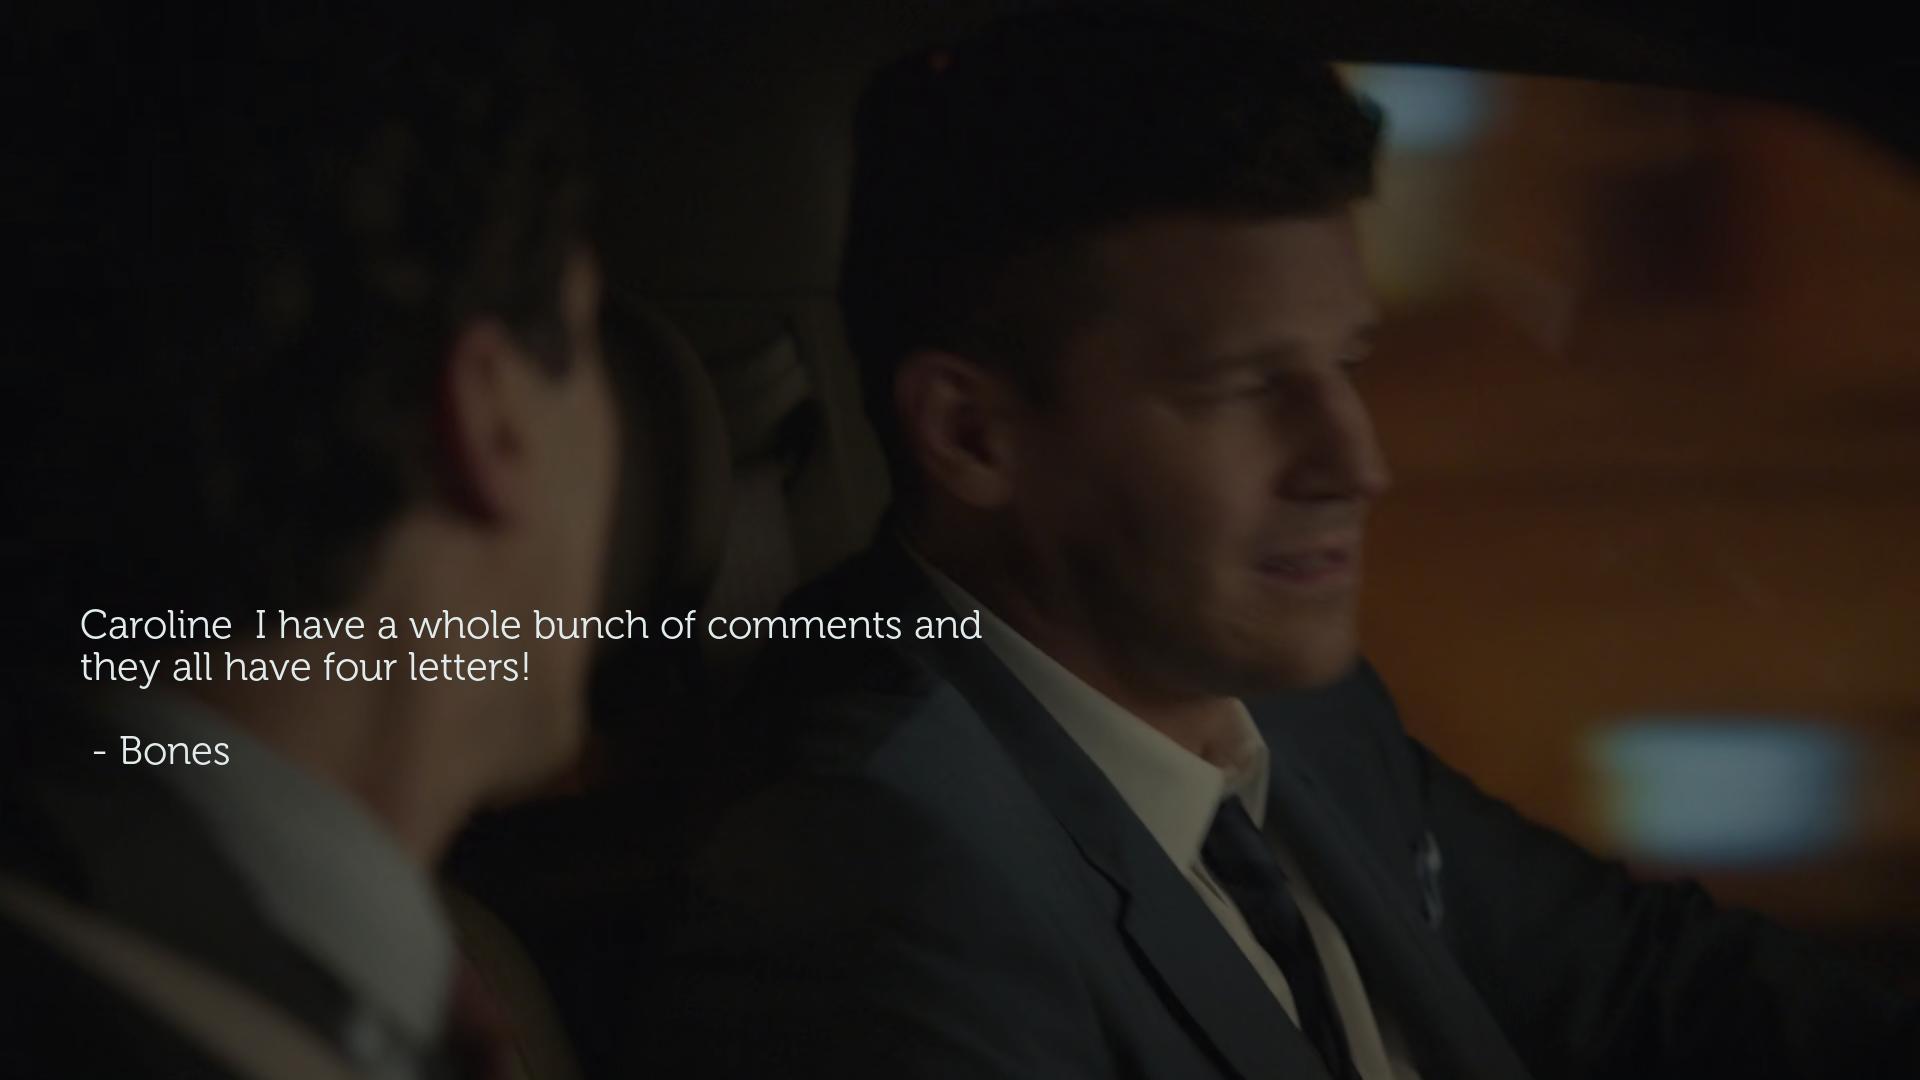 Caroline  I have a whole bunch of comments and
they all have four letters!
- Bones